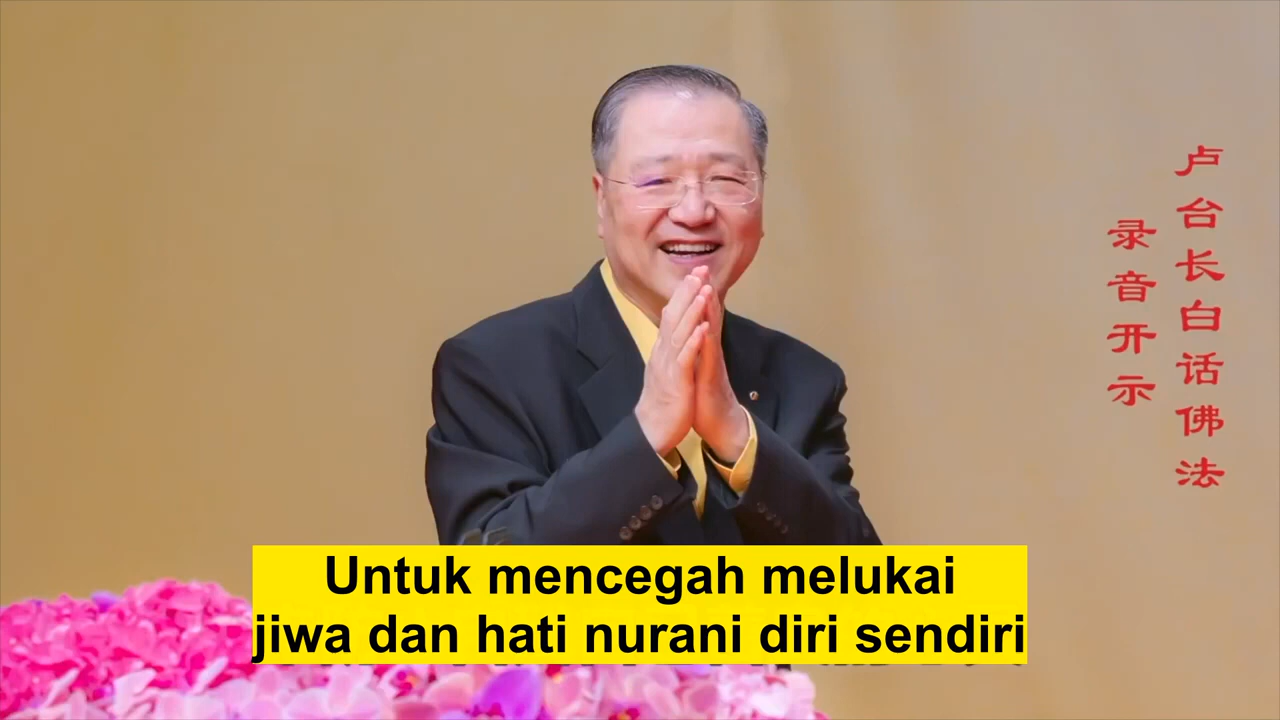 卢台长白话佛法
录音开示
Untuk mencegah melukai
jiwa dan hati nurani diri sendiri